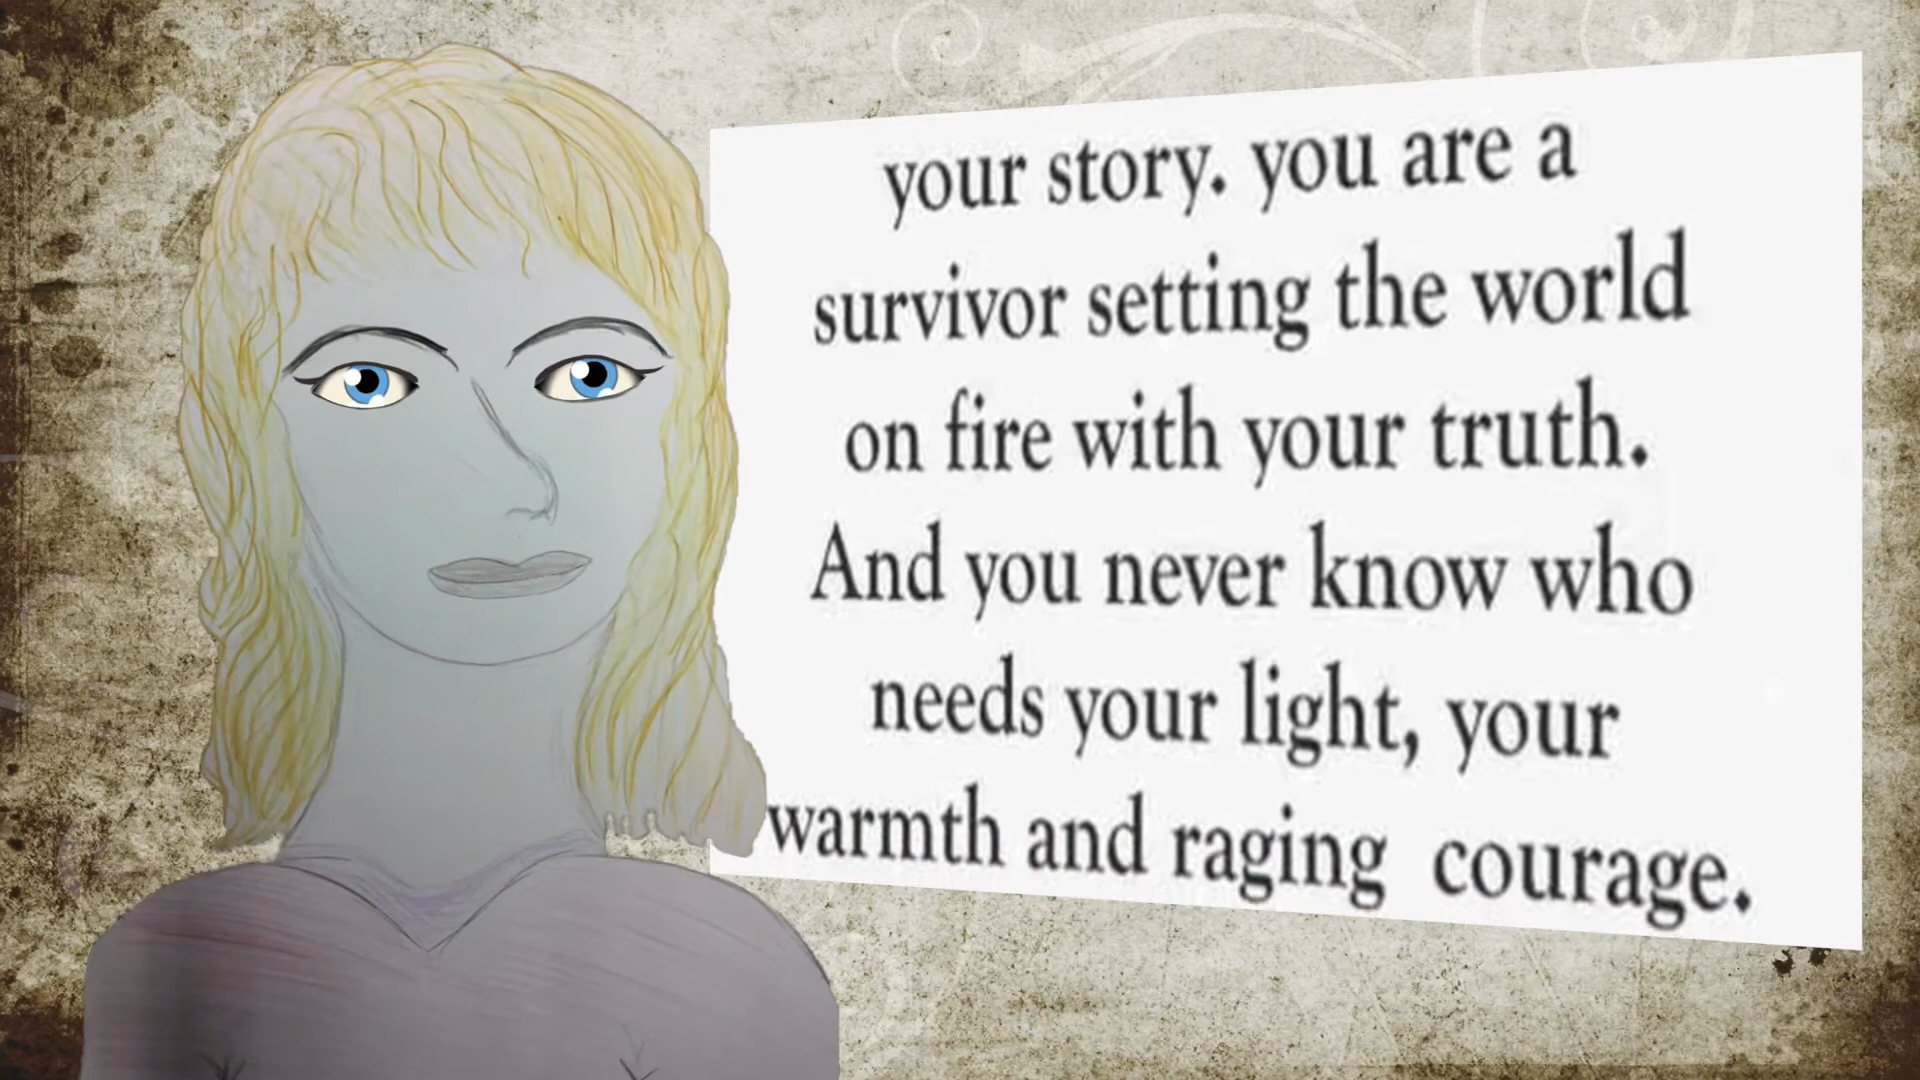 your story. you are a
survivor setting the world
on fire with your truth.
And you never know who
needs your light, your
warmth and raging courage.